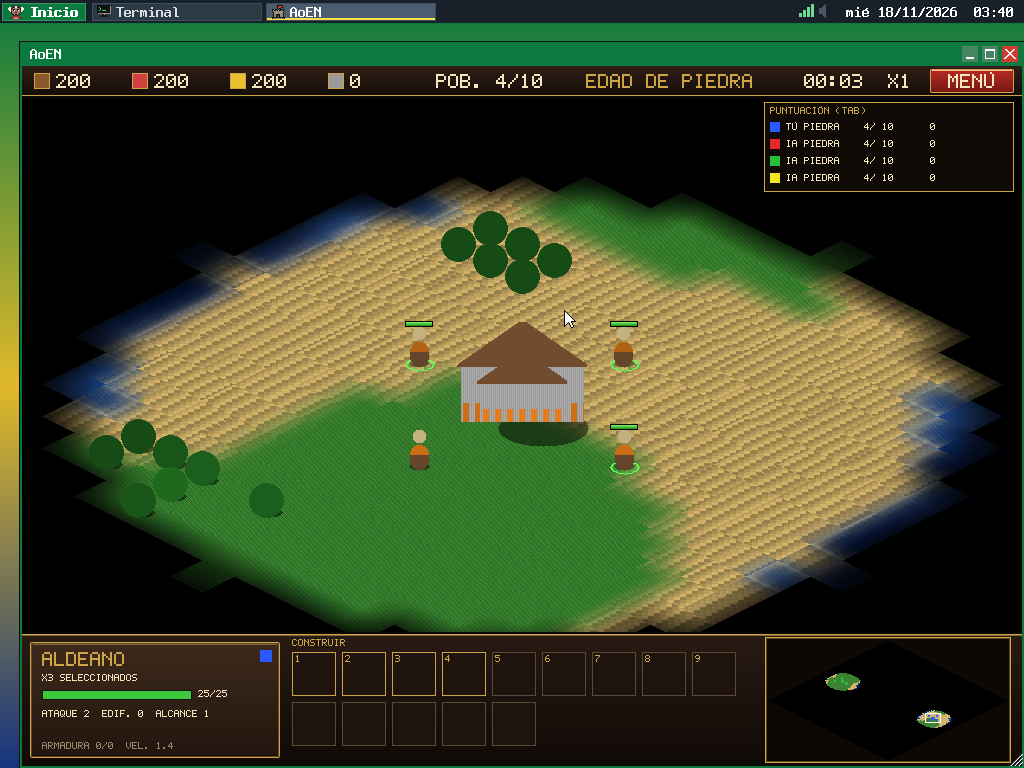 Inicio
Terminal
AoEN
mié 18/11/2026 03:40
AoEN
200
200
200
0
POB. 4/10
EDAD DE PIEDRA
00:03
X1
MENÚ
PUNTUACIÓN (TAB)
TÚ PIEDRA 4/ 10 0
IA PIEDRA 4/ 10 0
IA PIEDRA 4/ 10 0
IA PIEDRA 4/ 10 0
ALDEANO
X3 SELECCIONADOS
25/25
ATAQUE 2 EDIF. 0 ALCANCE 1
ARMADURA 0/0 VEL. 1.4
CONSTRUIR
1 2 3 4 5 6 7 8 9